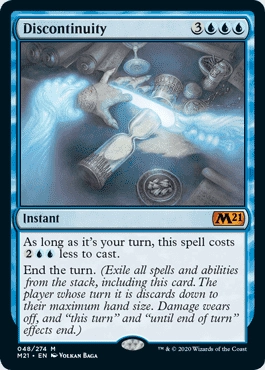 Discontinuity 3
Instant M21
As long as it's your turn, this spell costs
2 less to cast.
End the turn. (Exile all spells and abilities
from the stack, including this card. The
player whose turn it is discards down to
their maximum hand size. Damage wears
off, and "this turn" and "until end of turn"
effects end.)
048/274 M
M21 • EN VOLKAN BAGA
™ & © 2020 Wizards of the Coast